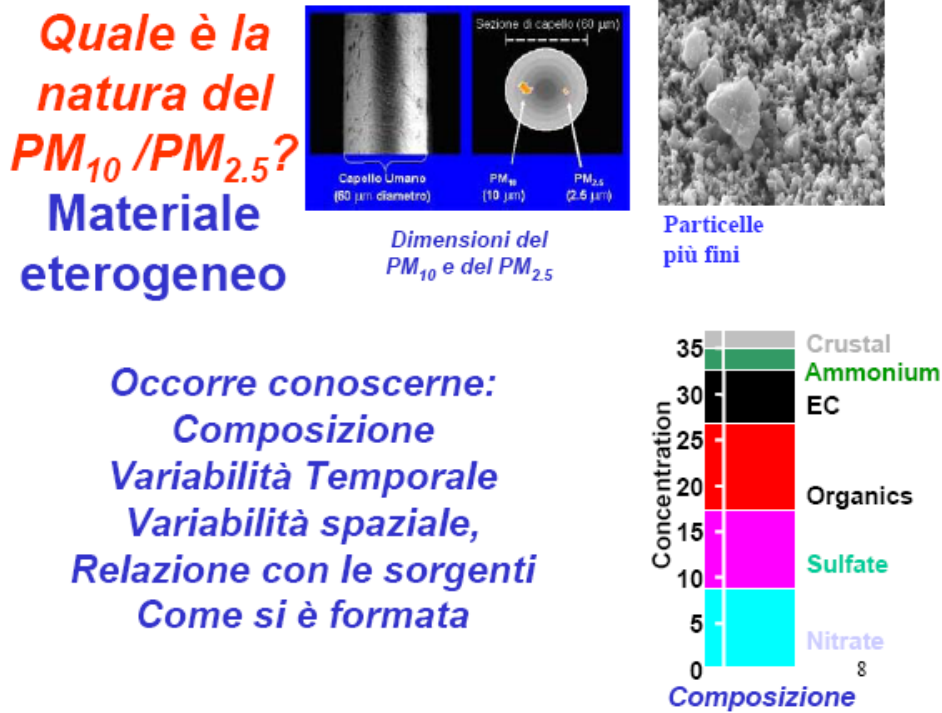 Quale è la
natura del
PM10 /PM2.5?
Materiale
eterogeneo
Sezione di capello (60 µm)
Capello Umano
(60 µm diametro)
PM10
(10 µm)
PM2.5
(2.5 µm)
Dimensioni del
PM10 e del PM2.5
Particelle
più fini
Occorre conoscerne:
Composizione
Variabilità Temporale
Variabilità spaziale,
Relazione con le sorgenti
Come si è formata
Concentration
35
30
25
20
15
10
5
0
Crustal
Ammonium
EC
Organics
Sulfate
Nitrate
8
Composizione